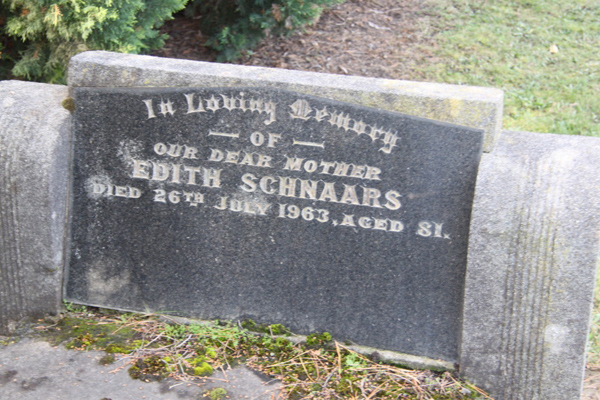 In Loving Memory
— OF —
OUR DEAR MOTHER
EDITH SCHNAARS
DIED 26TH JULY 1963, AGED 81.